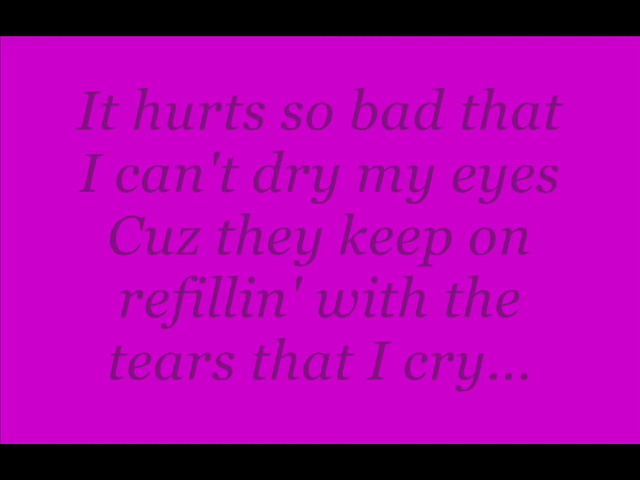 It hurts so bad that
I can't dry my eyes
Cuz they keep on
refillin' with the
tears that I cry...